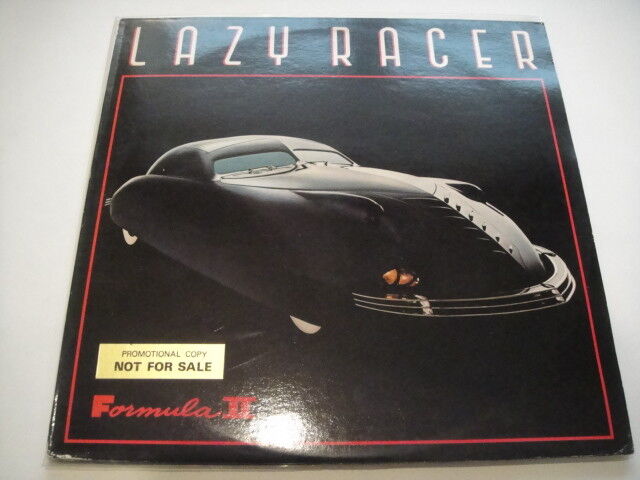 LAZY RACER
PROMOTIONAL COPY
NOT FOR SALE
Formula II